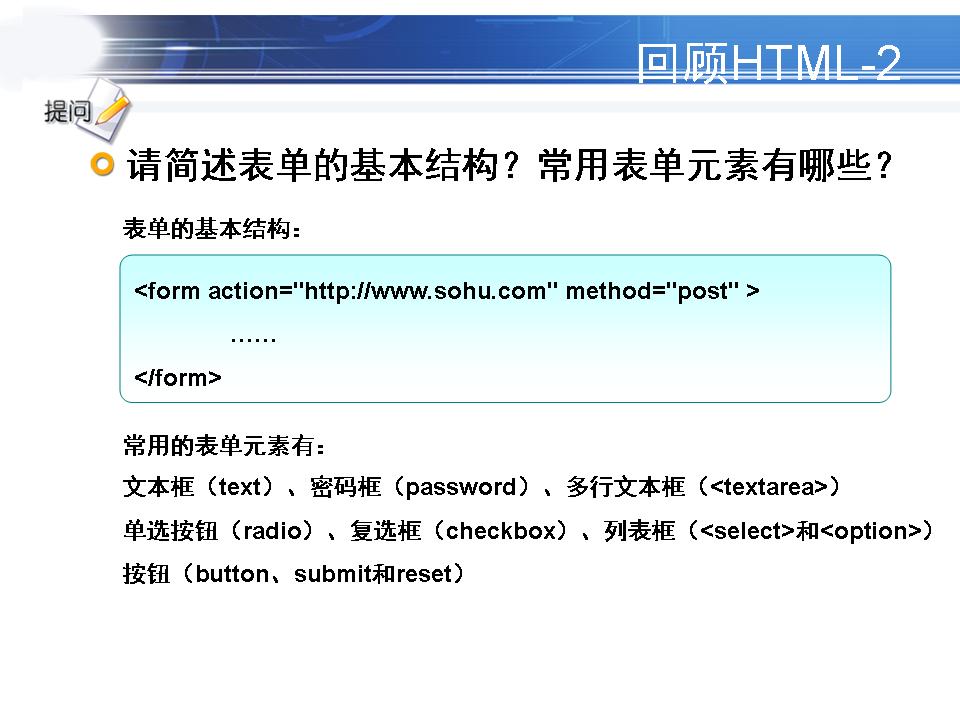 回顾HTML-2
提问
请简述表单的基本结构？常用表单元素有哪些？
表单的基本结构：
<form action="http://www.sohu.com" method="post" >
……
</form>
常用的表单元素有：
文本框（text）、密码框（password）、多行文本框（<textarea>）
单选按钮（radio）、复选框（checkbox）、列表框（<select>和<option>）
按钮（button、submit和reset）